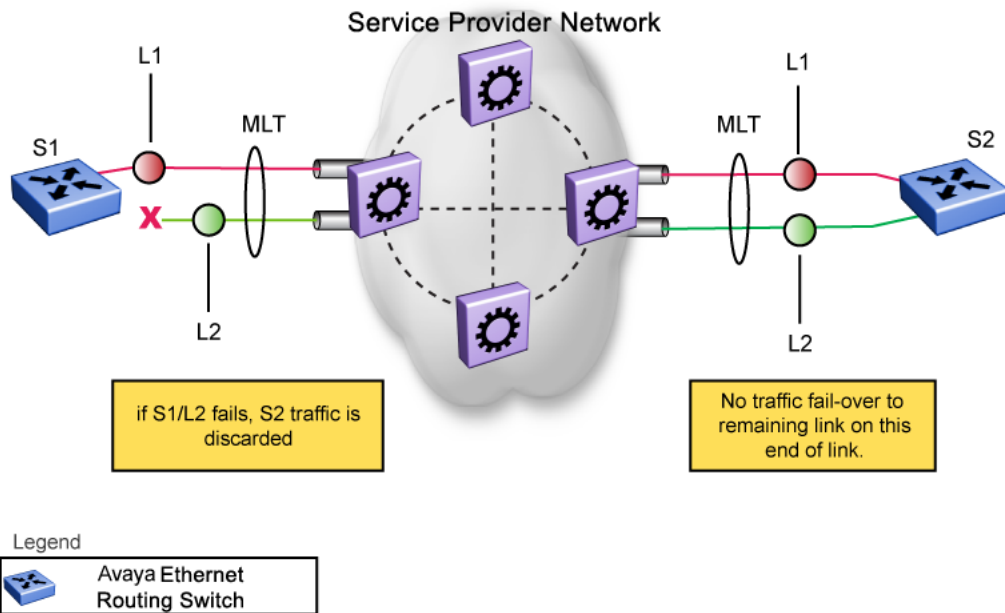 Service Provider Network
L1
L1
MLT
MLT
S1
S2
X
L2
L2
if S1/L2 fails, S2 traffic is
discarded
No traffic fail-over to
remaining link on this
end of link.
Legend
Avaya Ethernet
Routing Switch